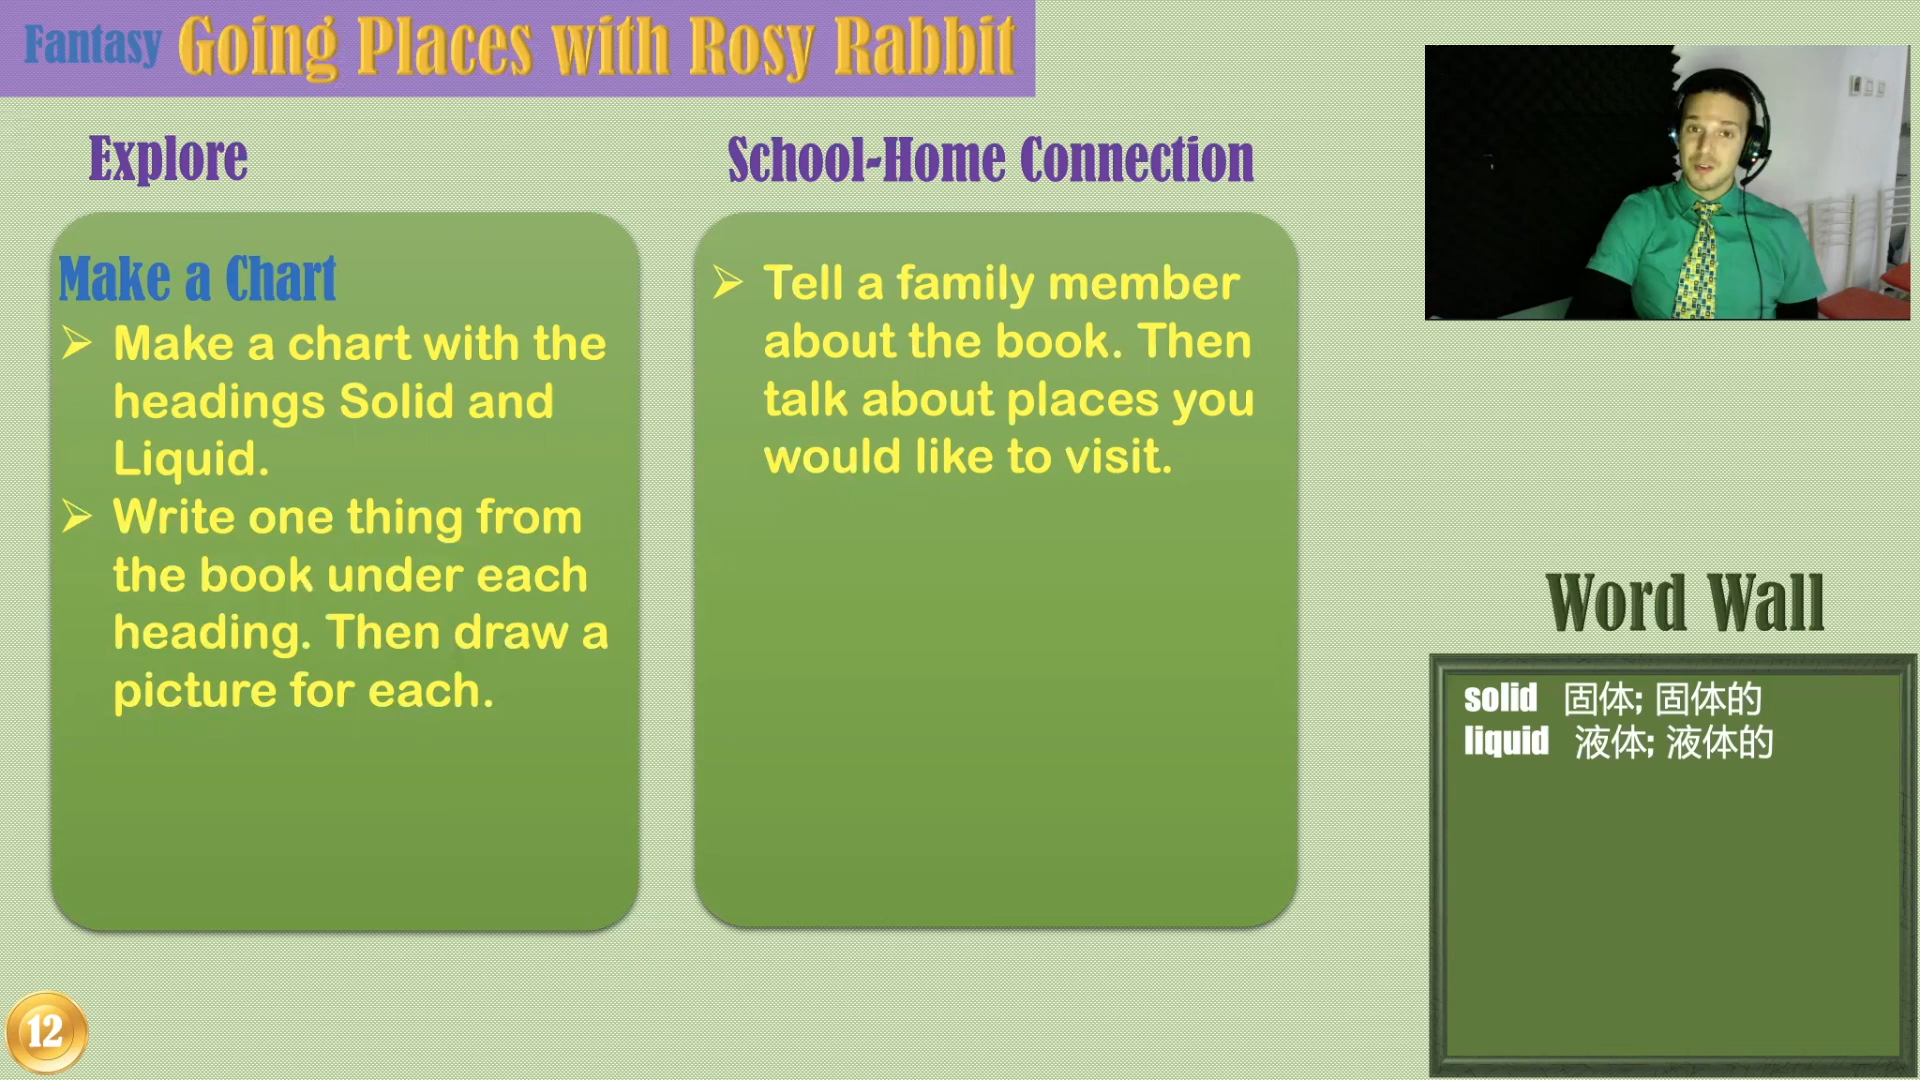 Fantasy Going Places with Rosy Rabbit
Explore
Make a Chart
➢ Make a chart with the
headings Solid and
Liquid.
➢ Write one thing from
the book under each
heading. Then draw a
picture for each.
School-Home Connection
➢ Tell a family member
about the book. Then
talk about places you
would like to visit.
Word Wall
solid 固体; 固体的
liquid 液体; 液体的
12